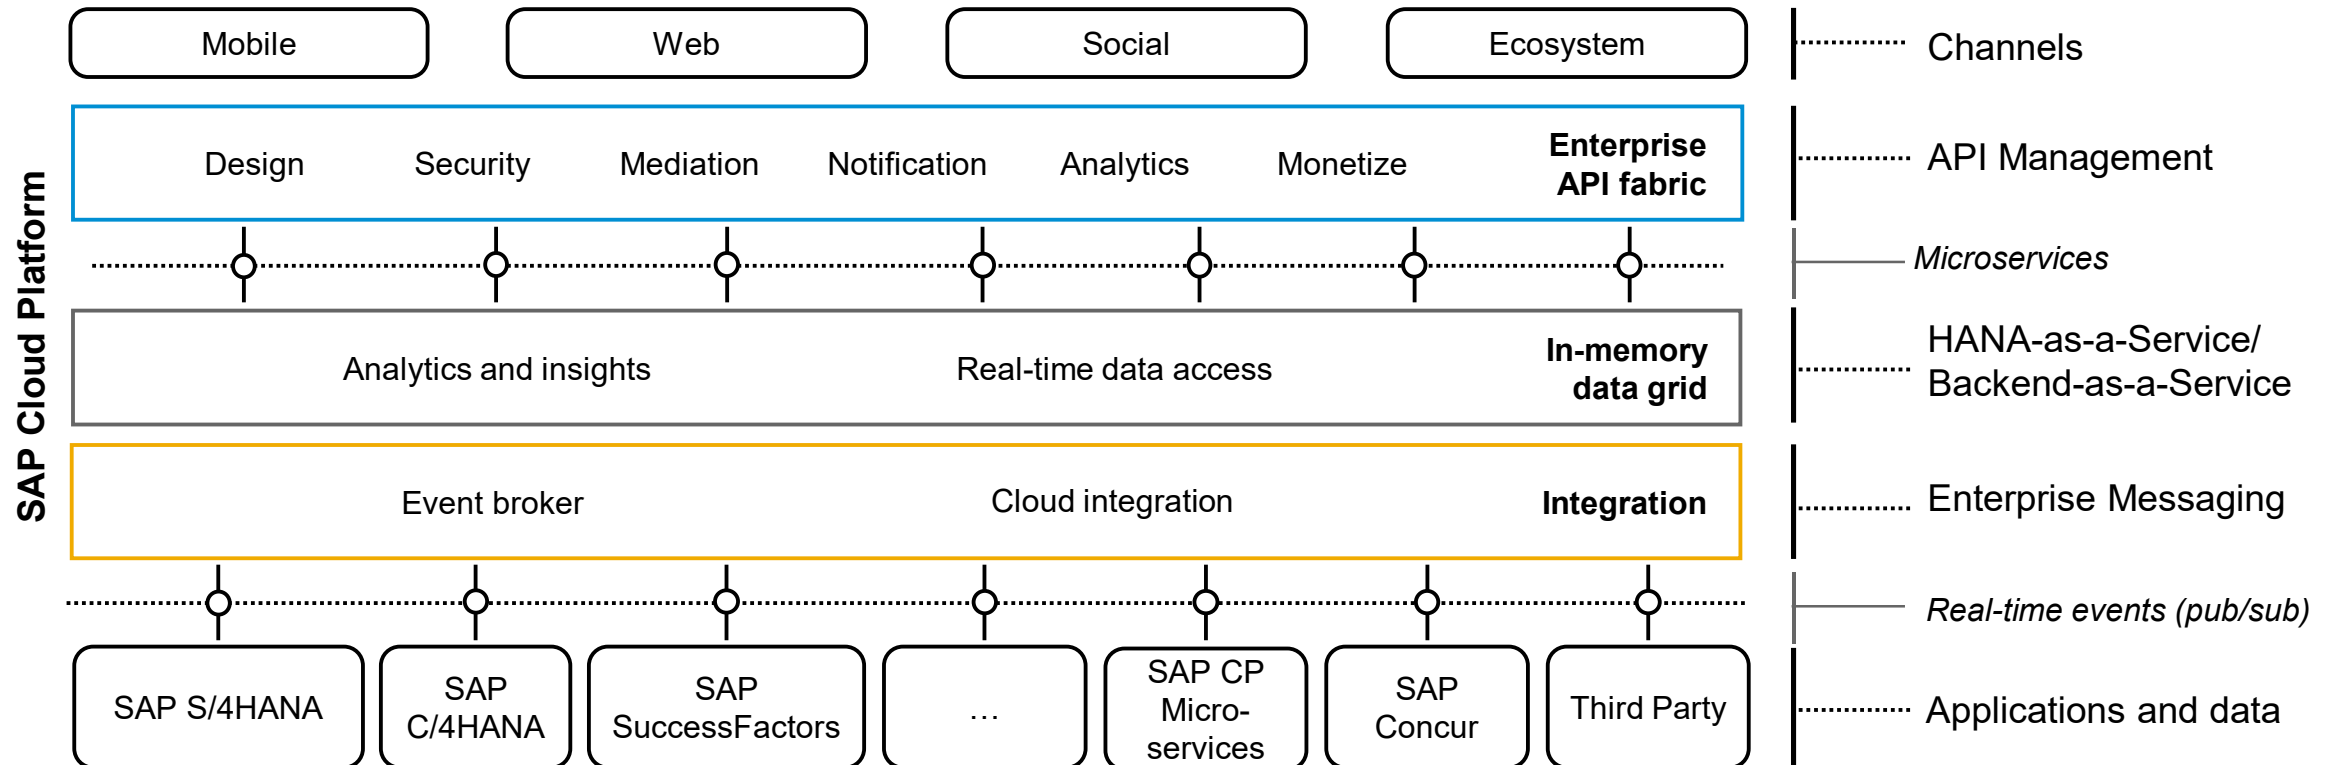 Mobile
Web
Social
Ecosystem
Channels
SAP Cloud Platform
Design
Security
Mediation
Notification
Analytics
Monetize
Enterprise
API fabric
API Management
Microservices
Analytics and insights
Real-time data access
In-memory
data grid
HANA-as-a-Service/
Backend-as-a-Service
Event broker
Cloud integration
Integration
Enterprise Messaging
Real-time events (pub/sub)
SAP S/4HANA
SAP
C/4HANA
SAP
SuccessFactors
…
SAP CP
Micro-
services
SAP
Concur
Third Party
Applications and data